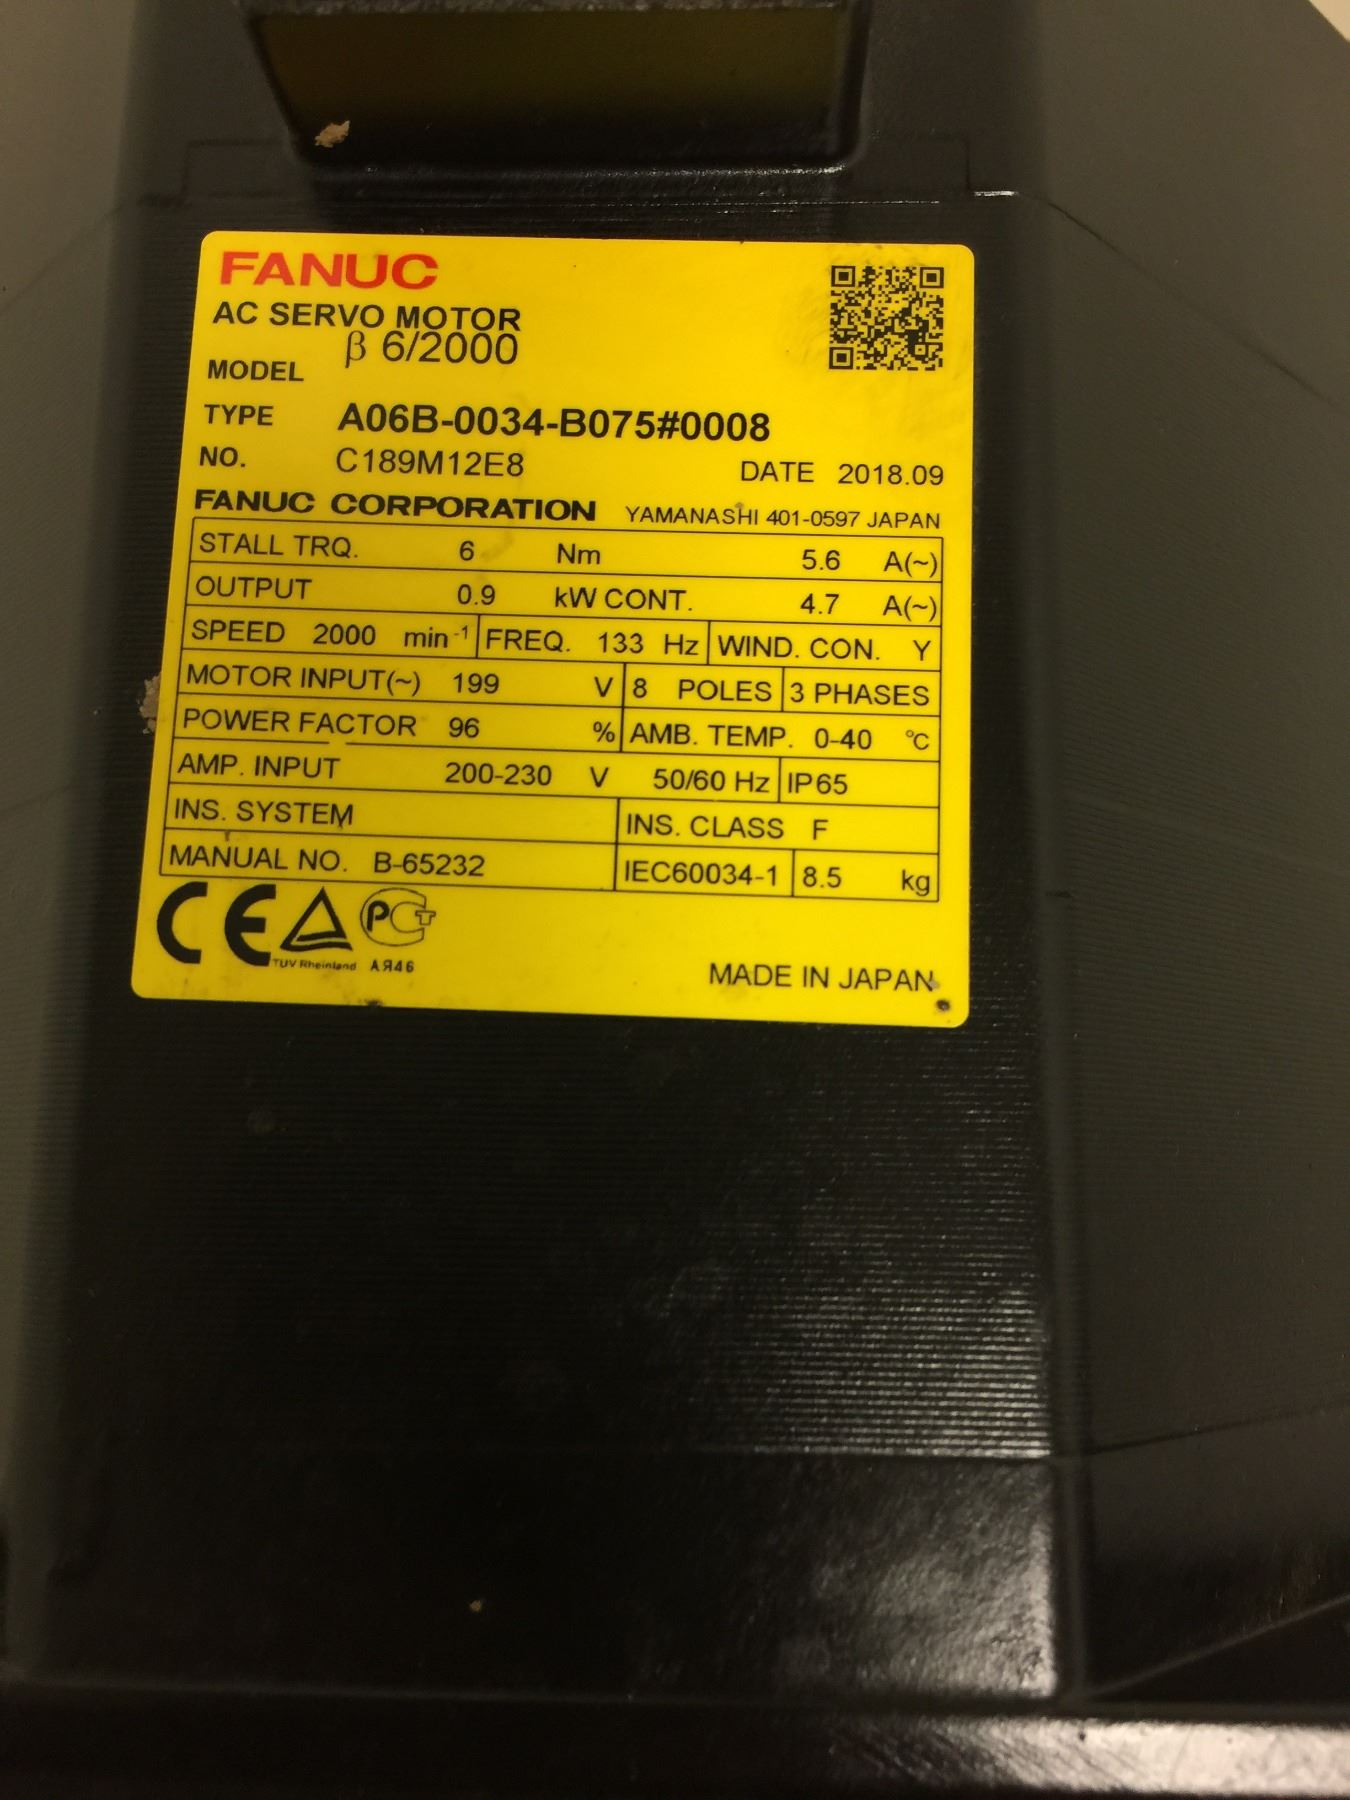 FANUC
AC SERVO MOTOR
MODEL β 6/2000
TYPE A06B-0034-B075#0008
NO. C189M12E8 DATE 2018.09
FANUC CORPORATION YAMANASHI 401-0597 JAPAN
STALL TRQ. 6 Nm 5.6 A(~)
OUTPUT 0.9 kW CONT. 4.7 A(~)
SPEED 2000 min⁻¹ FREQ. 133 Hz WIND. CON. Y
MOTOR INPUT(~) 199 V 8 POLES 3 PHASES
POWER FACTOR 96 % AMB. TEMP. 0-40 °C
AMP. INPUT 200-230 V 50/60 Hz IP65
INS. SYSTEM INS. CLASS F
MANUAL NO. B-65232 IEC60034-1 8.5 kg
CE TUV Rheinland PCT АЯ46
MADE IN JAPAN